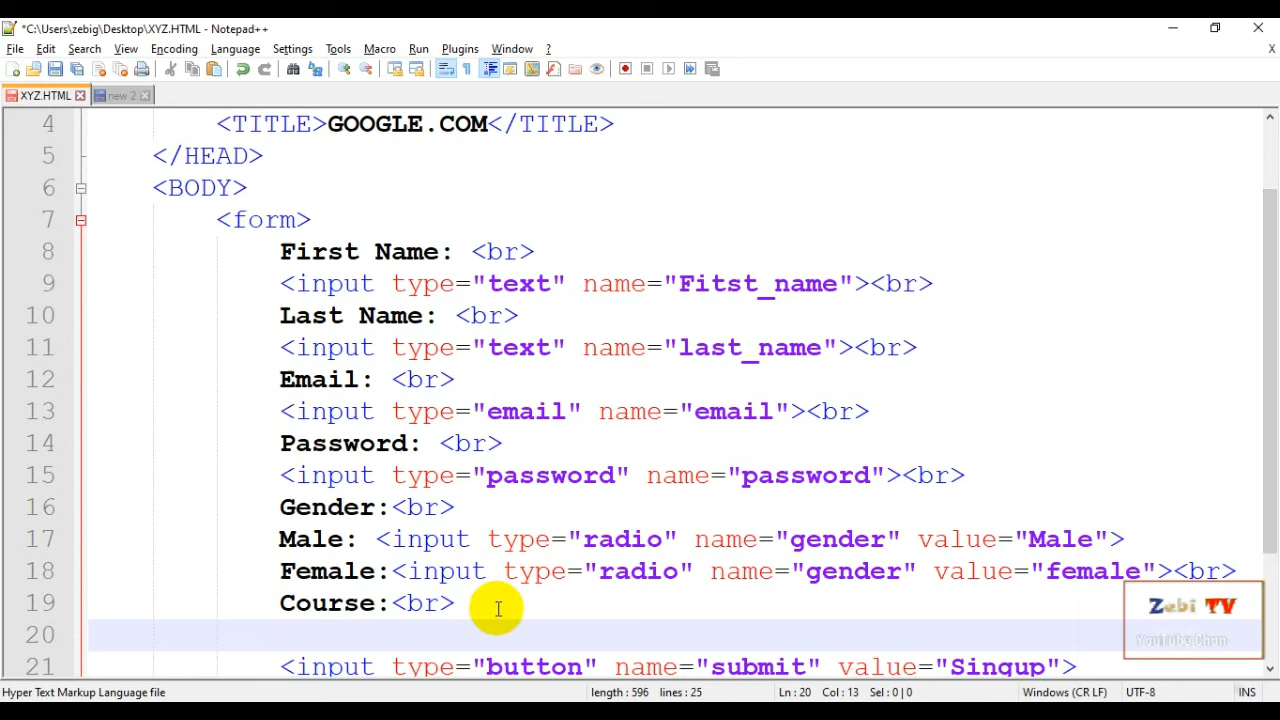 *C:\Users\zebig\Desktop\XYZ.HTML - Notepad++
File Edit Search View Encoding Language Settings Tools Macro Run Plugins Window ? X
XYZ.HTML new 2
4 <TITLE>GOOGLE.COM</TITLE>
5 </HEAD>
6 <BODY>
7 <form>
8 First Name: <br>
9 <input type="text" name="Fitst_name"><br>
10 Last Name: <br>
11 <input type="text" name="last_name"><br>
12 Email: <br>
13 <input type="email" name="email"><br>
14 Password: <br>
15 <input type="password" name="password"><br>
16 Gender:<br>
17 Male: <input type="radio" name="gender" value="Male">
18 Female:<input type="radio" name="gender" value="female"><br>
19 Course:<br>
20
21 <input type="button" name="submit" value="Singup">
Zebi TV
YouTube Chan
Hyper Text Markup Language file length : 596 lines : 25 Ln : 20 Col : 13 Sel : 0 | 0 Windows (CR LF) UTF-8 INS